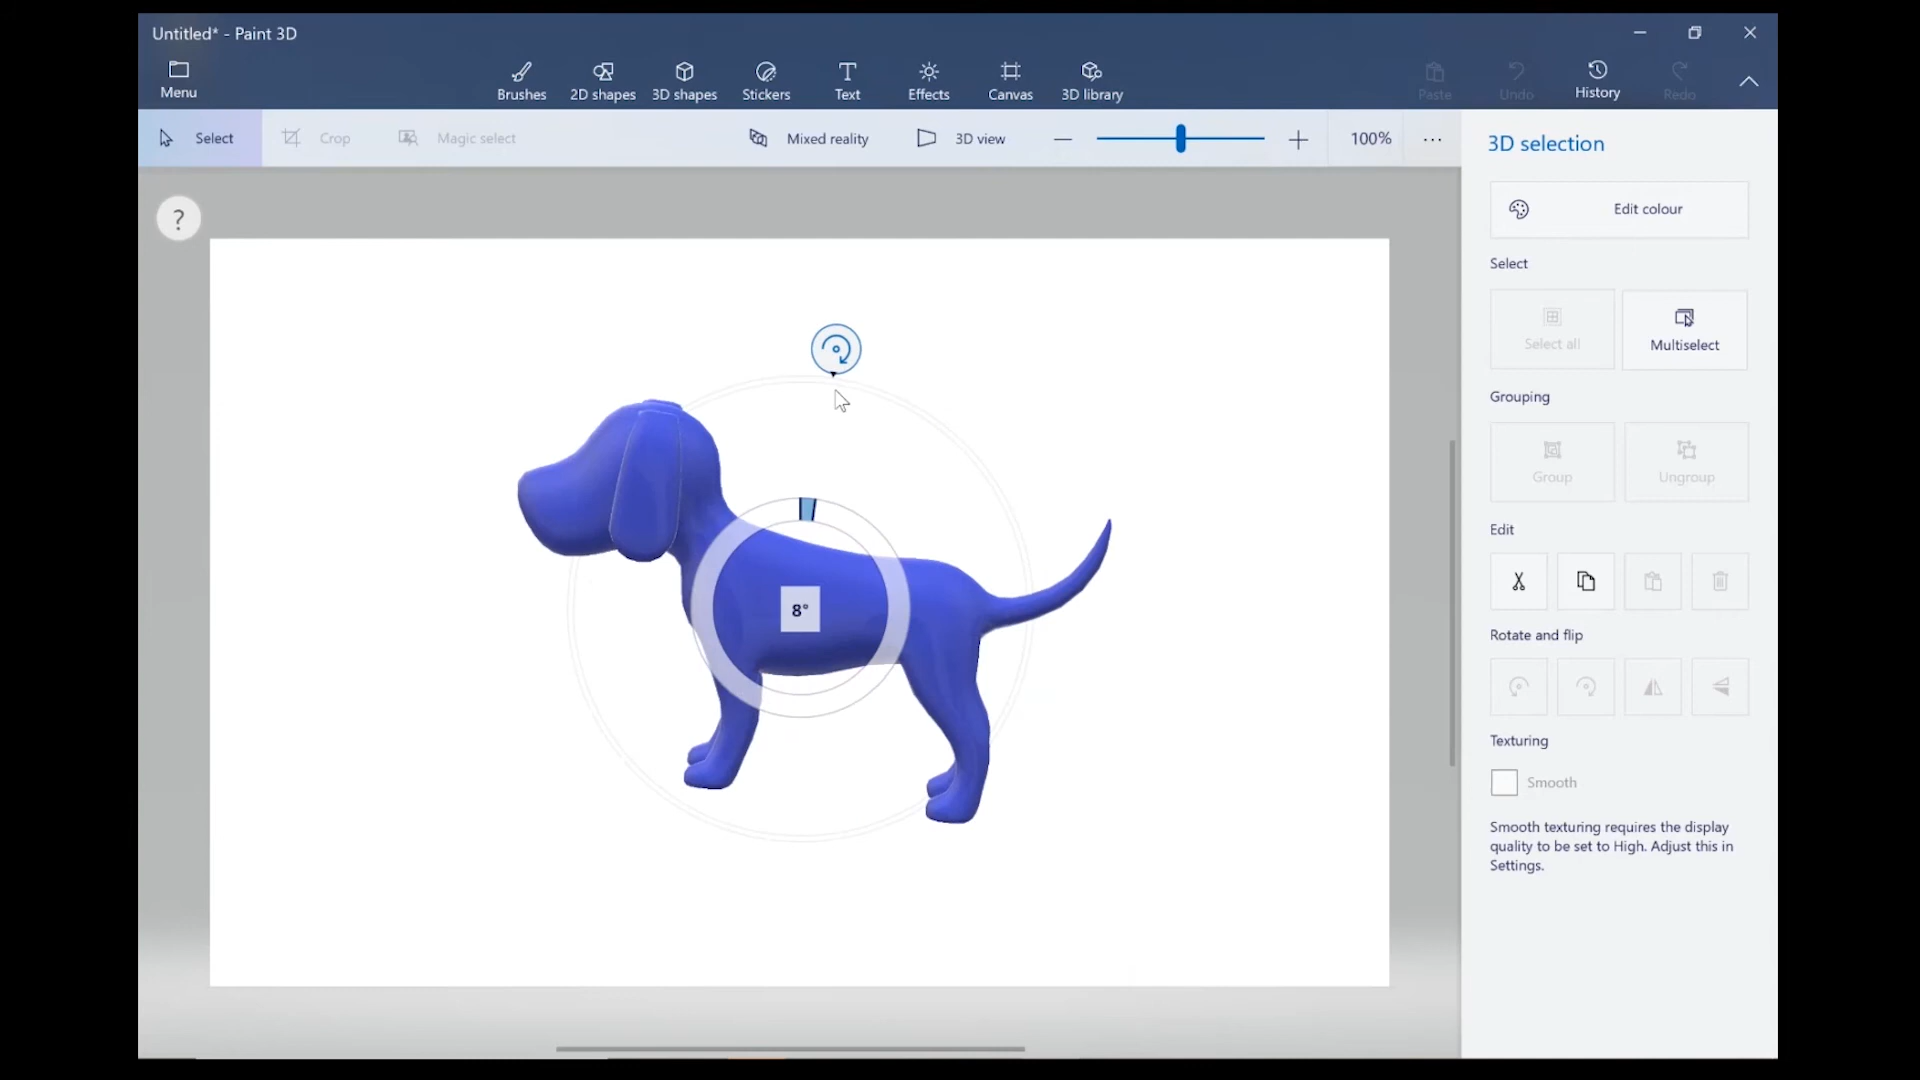 Untitled* - Paint 3D
Menu
Brushes
2D shapes
3D shapes
Stickers
Text
Effects
Canvas
3D library
Paste
Undo
History
Redo
Select
Crop
Magic select
Mixed reality
3D view
100%
?
8°
3D selection
Edit colour
Select
Select all
Multiselect
Grouping
Group
Ungroup
Edit
Rotate and flip
Texturing
Smooth
Smooth texturing requires the display
quality to be set to High. Adjust this in
Settings.